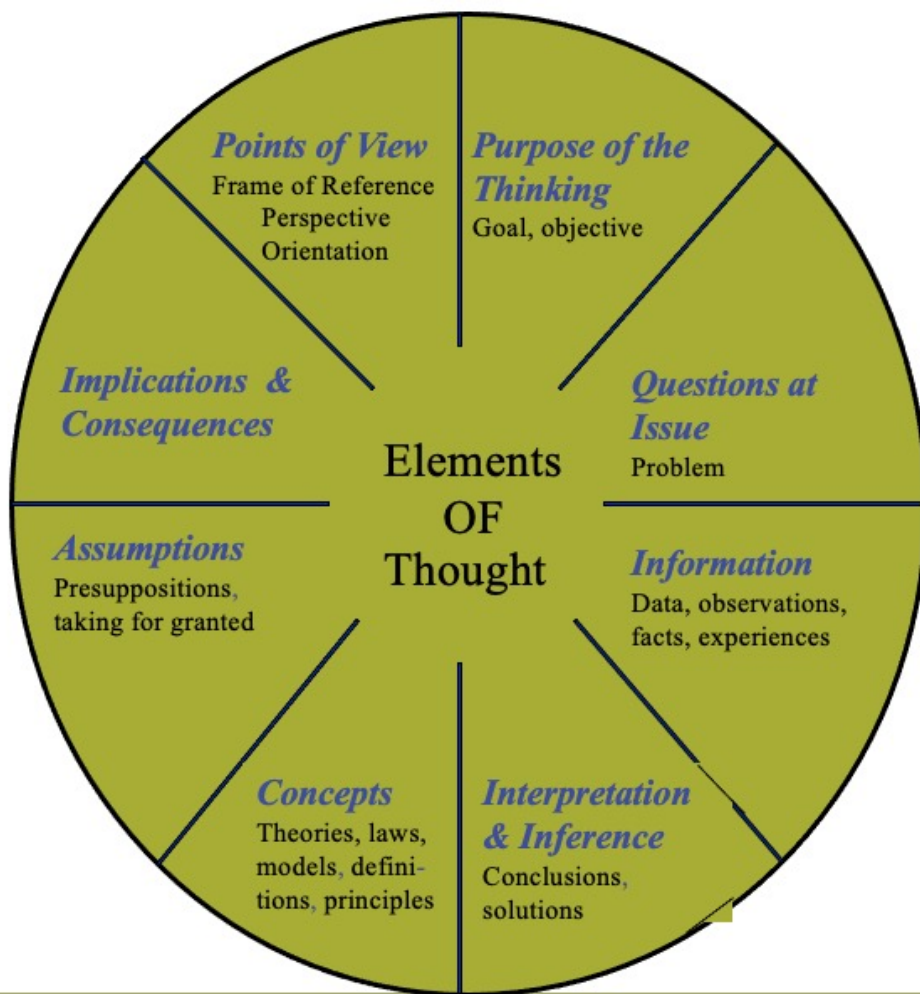 Points of View
Frame of Reference
Perspective
Orientation
Purpose of the
Thinking
Goal, objective
Implications &
Consequences
Questions at
Issue
Problem
Elements
OF
Thought
Assumptions
Presuppositions,
taking for granted
Information
Data, observations,
facts, experiences
Concepts
Theories, laws,
models, defini-
tions, principles
Interpretation
& Inference
Conclusions,
solutions